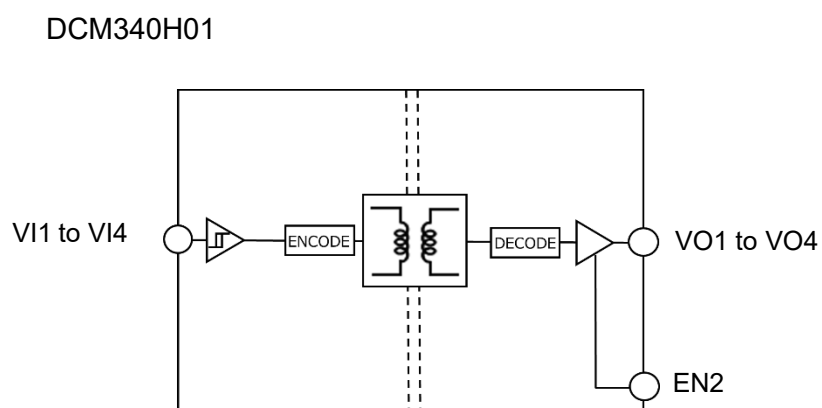 DCM340H01
VI1 to VI4
ENCODE
DECODE
VO1 to VO4
EN2